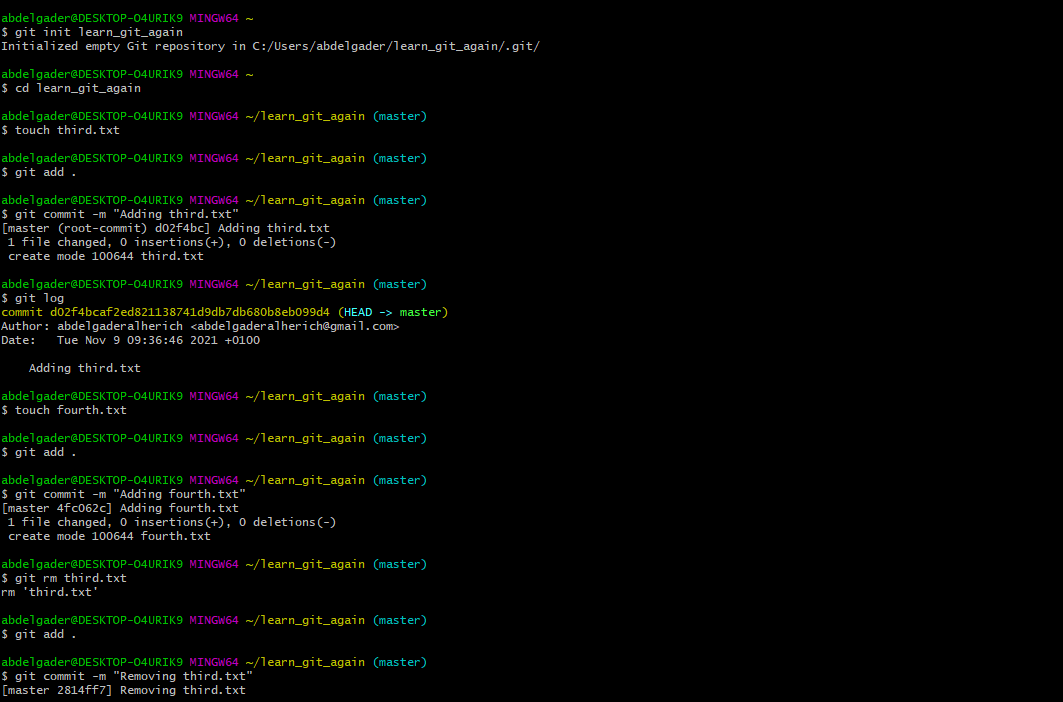 abdelgader@DESKTOP-O4URIK9 MINGW64 ~
$ git init learn_git_again
Initialized empty Git repository in C:/Users/abdelgader/learn_git_again/.git/
abdelgader@DESKTOP-O4URIK9 MINGW64 ~
$ cd learn_git_again
abdelgader@DESKTOP-O4URIK9 MINGW64 ~/learn_git_again (master)
$ touch third.txt
abdelgader@DESKTOP-O4URIK9 MINGW64 ~/learn_git_again (master)
$ git add .
abdelgader@DESKTOP-O4URIK9 MINGW64 ~/learn_git_again (master)
$ git commit -m "Adding third.txt"
[master (root-commit) d02f4bc] Adding third.txt
 1 file changed, 0 insertions(+), 0 deletions(-)
 create mode 100644 third.txt
abdelgader@DESKTOP-O4URIK9 MINGW64 ~/learn_git_again (master)
$ git log
commit d02f4bcaf2ed821138741d9db7db680b8eb099d4 (HEAD -> master)
Author: abdelgaderalherich <abdelgaderalherich@gmail.com>
Date:   Tue Nov 9 09:36:46 2021 +0100
    Adding third.txt
abdelgader@DESKTOP-O4URIK9 MINGW64 ~/learn_git_again (master)
$ touch fourth.txt
abdelgader@DESKTOP-O4URIK9 MINGW64 ~/learn_git_again (master)
$ git add .
abdelgader@DESKTOP-O4URIK9 MINGW64 ~/learn_git_again (master)
$ git commit -m "Adding fourth.txt"
[master 4fc062c] Adding fourth.txt
 1 file changed, 0 insertions(+), 0 deletions(-)
 create mode 100644 fourth.txt
abdelgader@DESKTOP-O4URIK9 MINGW64 ~/learn_git_again (master)
$ git rm third.txt
rm 'third.txt'
abdelgader@DESKTOP-O4URIK9 MINGW64 ~/learn_git_again (master)
$ git add .
abdelgader@DESKTOP-O4URIK9 MINGW64 ~/learn_git_again (master)
$ git commit -m "Removing third.txt"
[master 2814ff7] Removing third.txt